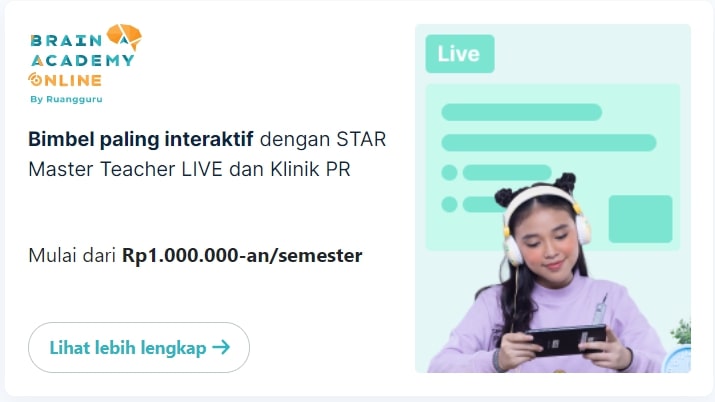 BRAIN
ACADEMY
ONLINE
By Ruangguru
Bimbel paling interaktif dengan STAR
Master Teacher LIVE dan Klinik PR
Mulai dari Rp1.000.000-an/semester
Lihat lebih lengkap →
Live